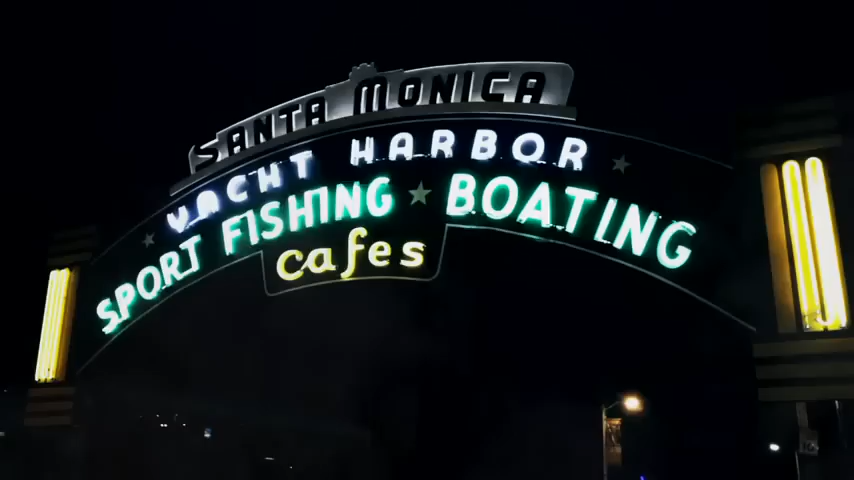 SANTA MONICA
YACHT HARBOR
SPORT FISHING ★ BOATING
cafes